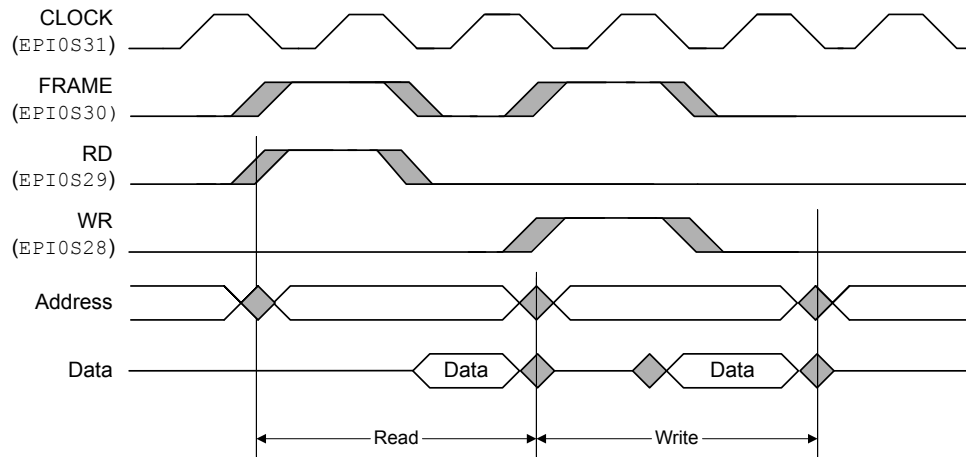 CLOCK
(EPI0S31)
FRAME
(EPI0S30)
RD
(EPI0S29)
WR
(EPI0S28)
Address
Data Data Data
Read Write